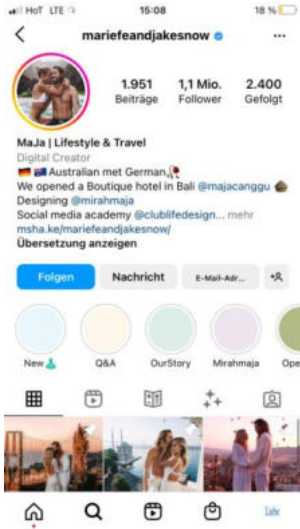 HoT LTE 15:08 18 %
mariefeandjakesnow
1.951 1,1 Mio. 2.400
Beiträge Follower Gefolgt
MaJa | Lifestyle & Travel
Digital Creator
Australian met German
We opened a Boutique hotel in Bali @majacanggu
Designing @mirahmaja
Social media academy @clublifedesign... mehr
msha.ke/mariefeandjakesnow/
Übersetzung anzeigen
Folgen Nachricht E-Mail-Adr...
New Q&A OurStory Mirahmaja Ope